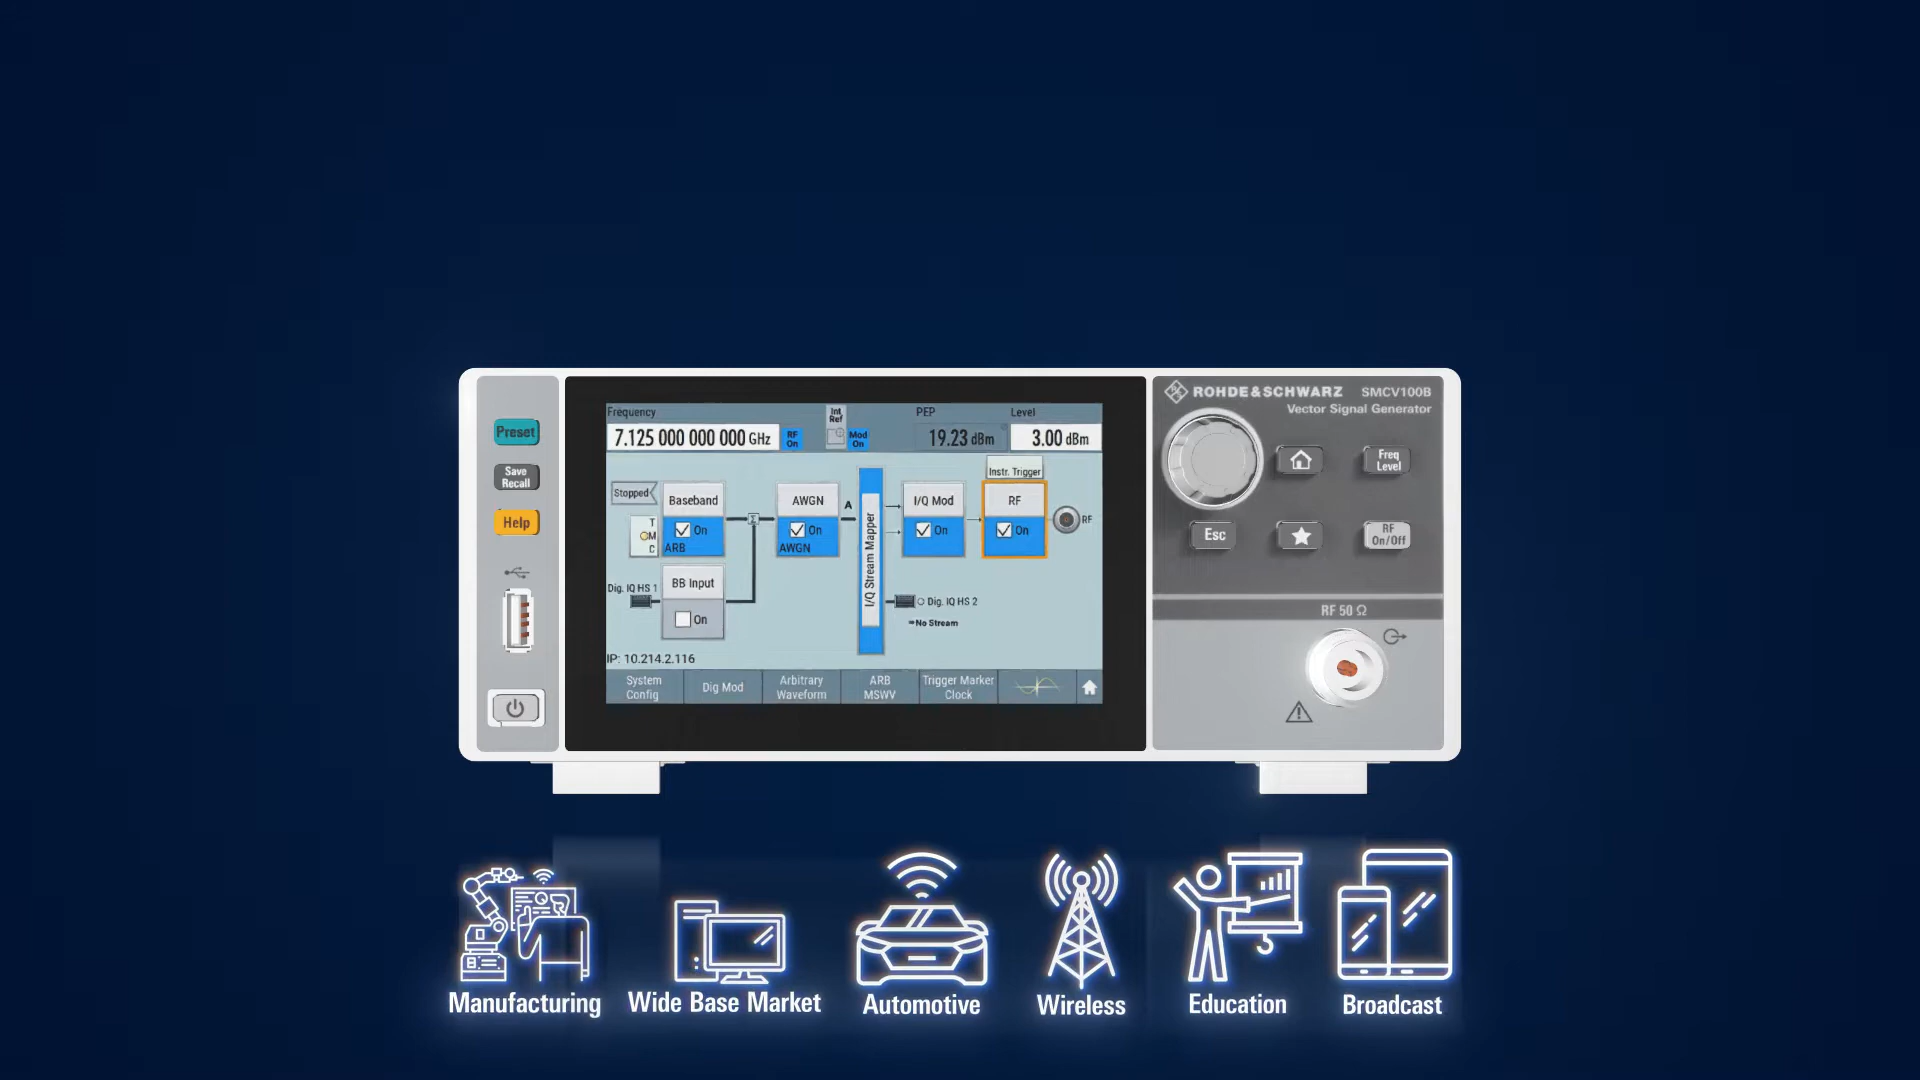 Preset
Save
Recall
Help
Frequency
7.125 000 000 000 GHz
RF
On
Int
Ref
Mod
On
PEP
19.23 dBm
Level
3.00 dBm
Instr. Trigger
Stopped
Baseband
T
M
C
On
ARB
AWGN
On
AWGN
A
I/Q Stream Mapper
I/Q Mod
On
RF
On
RF
Dig. IQ HS 1
BB Input
On
Dig. IQ HS 2
No Stream
IP: 10.214.2.116
System
Config
Dig Mod
Arbitrary
Waveform
ARB
MSWV
Trigger Marker
Clock
ROHDE&SCHWARZ SMCV100B
Vector Signal Generator
Freq
Level
Esc
RF
On/Off
RF 50 Ω
Manufacturing
Wide Base Market
Automotive
Wireless
Education
Broadcast